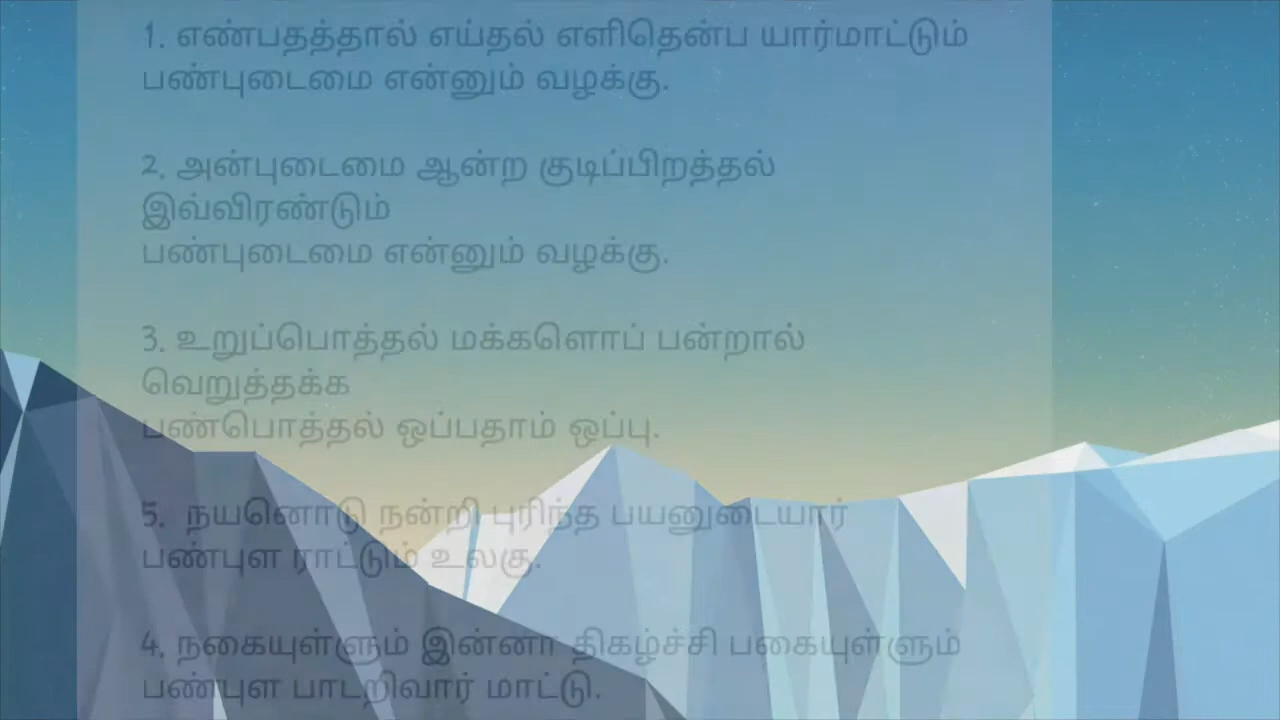 1. எண்பதத்தால் எய்தல் எளிதென்ப யார்மாட்டும்
பண்புடைமை என்னும் வழக்கு.
2. அன்புடைமை ஆன்ற குடிப்பிறத்தல்
இவ்விரண்டும்
பண்புடைமை என்னும் வழக்கு.
3. உறுப்பொத்தல் மக்களொப் பன்றால்
வெறுத்தக்க
பண்பொத்தல் ஒப்பதாம் ஒப்பு.
5. நயனொடு நன்றி புரிந்த பயனுடையார்
பண்புள ராட்டும் உலகு.
4. நகையுள்ளும் இன்னா திகழ்ச்சி பகையுள்ளும்
பண்புள பாடறிவார் மாட்டு.